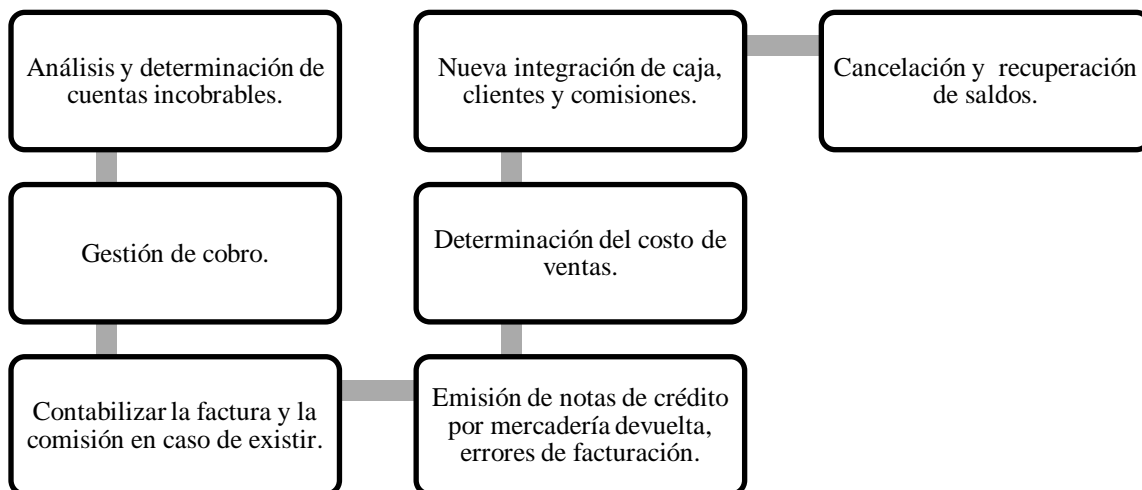 Análisis y determinación de
cuentas incobrables.
Gestión de cobro.
Contabilizar la factura y la
comisión en caso de existir.
Emisión de notas de crédito
por mercadería devuelta,
errores de facturación.
Determinación del costo de
ventas.
Nueva integración de caja,
clientes y comisiones.
Cancelación y recuperación
de saldos.